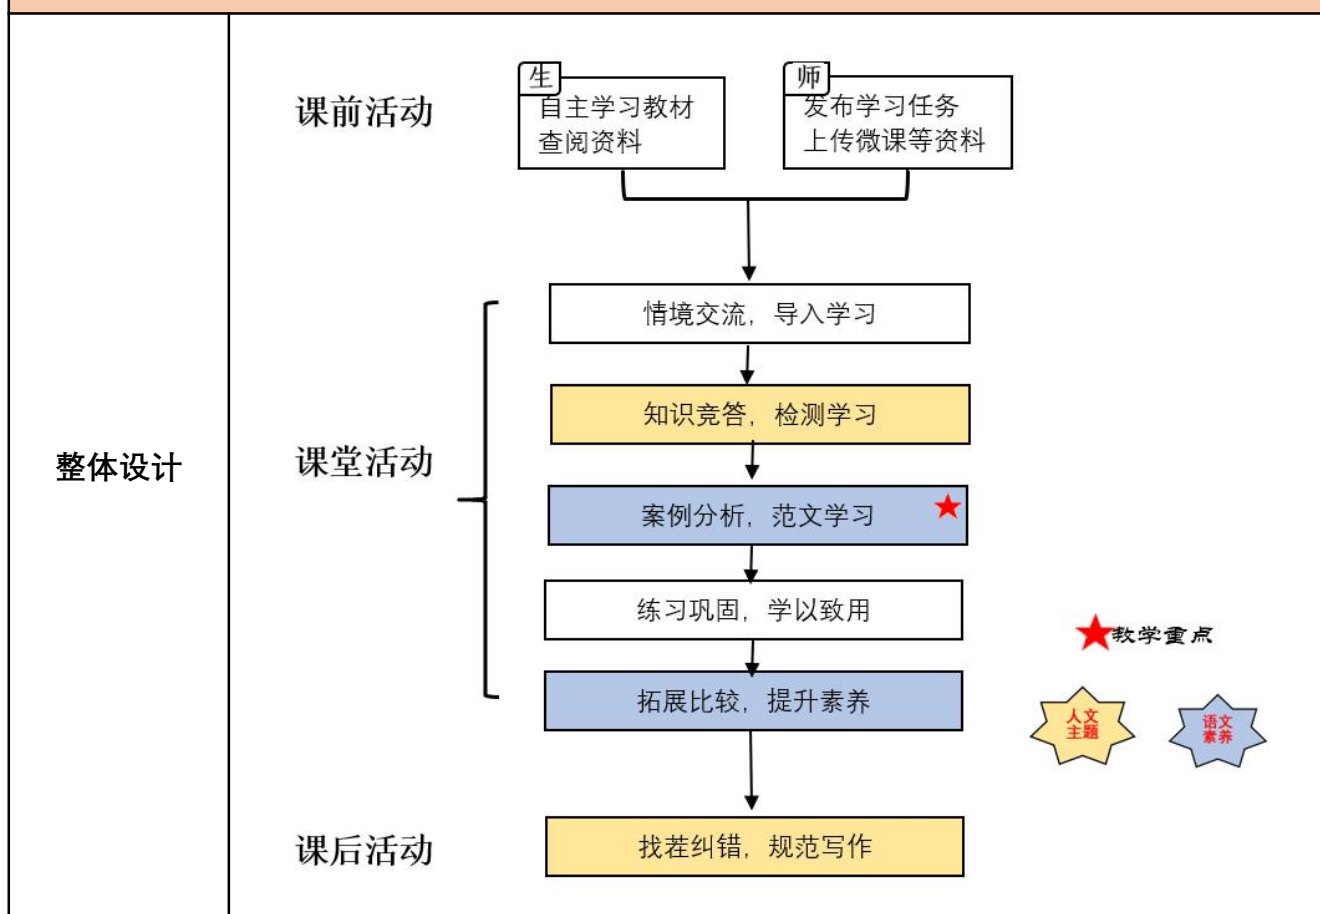 整体设计
课前活动
生
自主学习教材
查阅资料
师
发布学习任务
上传微课等资料
课堂活动
情境交流，导入学习
知识竞答，检测学习
案例分析，范文学习
练习巩固，学以致用
拓展比较，提升素养
教学重点
人文
主题
语文
素养
课后活动
找茬纠错，规范写作